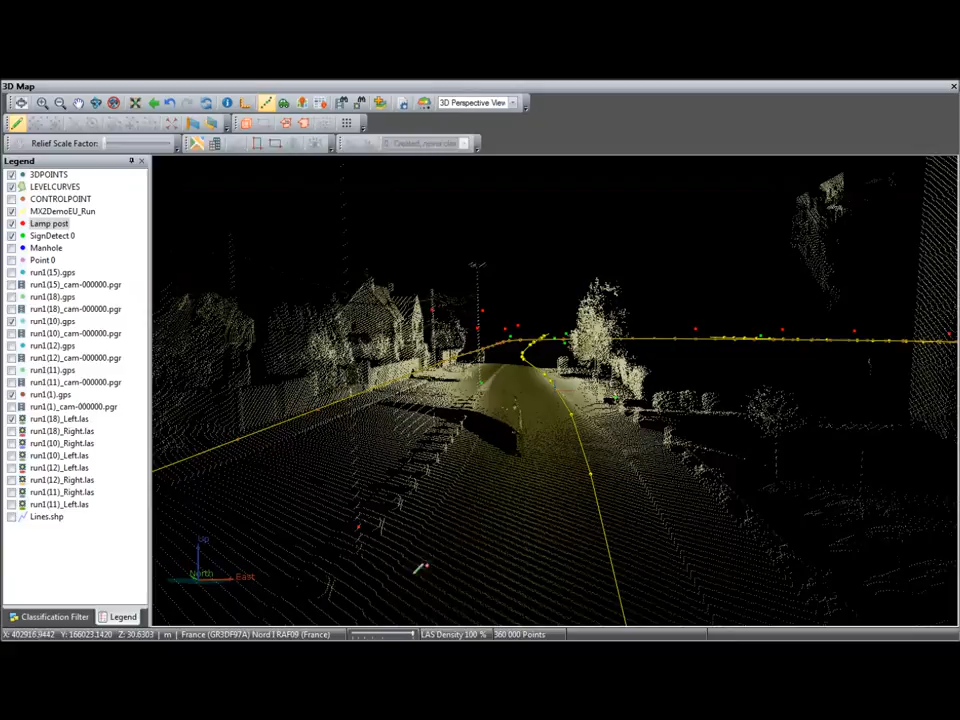 3D Map
3D Perspective View
Relief Scale Factor:
Legend
3DPOINTS
LEVELCURVES
CONTROLPOINT
MX2DemoEU_Run
Lamp post
SignDetect 0
Manhole
Point 0
run1(15).gps
run1(15)_cam-000000.pgr
run1(18).gps
run1(18)_cam-000000.pgr
run1(10).gps
run1(10)_cam-000000.pgr
run1(12).gps
run1(12)_cam-000000.pgr
run1(11).gps
run1(11)_cam-000000.pgr
run1(1).gps
run1(1)_cam-000000.pgr
run1(18)_Left.las
run1(18)_Right.las
run1(10)_Right.las
run1(10)_Left.las
run1(12)_Left.las
run1(12)_Right.las
run1(11)_Right.las
run1(11)_Left.las
Lines.shp
Up
North
East
Classification Filter
Legend
X: 402916.9442 Y: 166023.1420 Z: 30.6303 | m | France (GR3DF97A) Nord I RAF09 (France)
LAS Density 100 %
360 000 Points